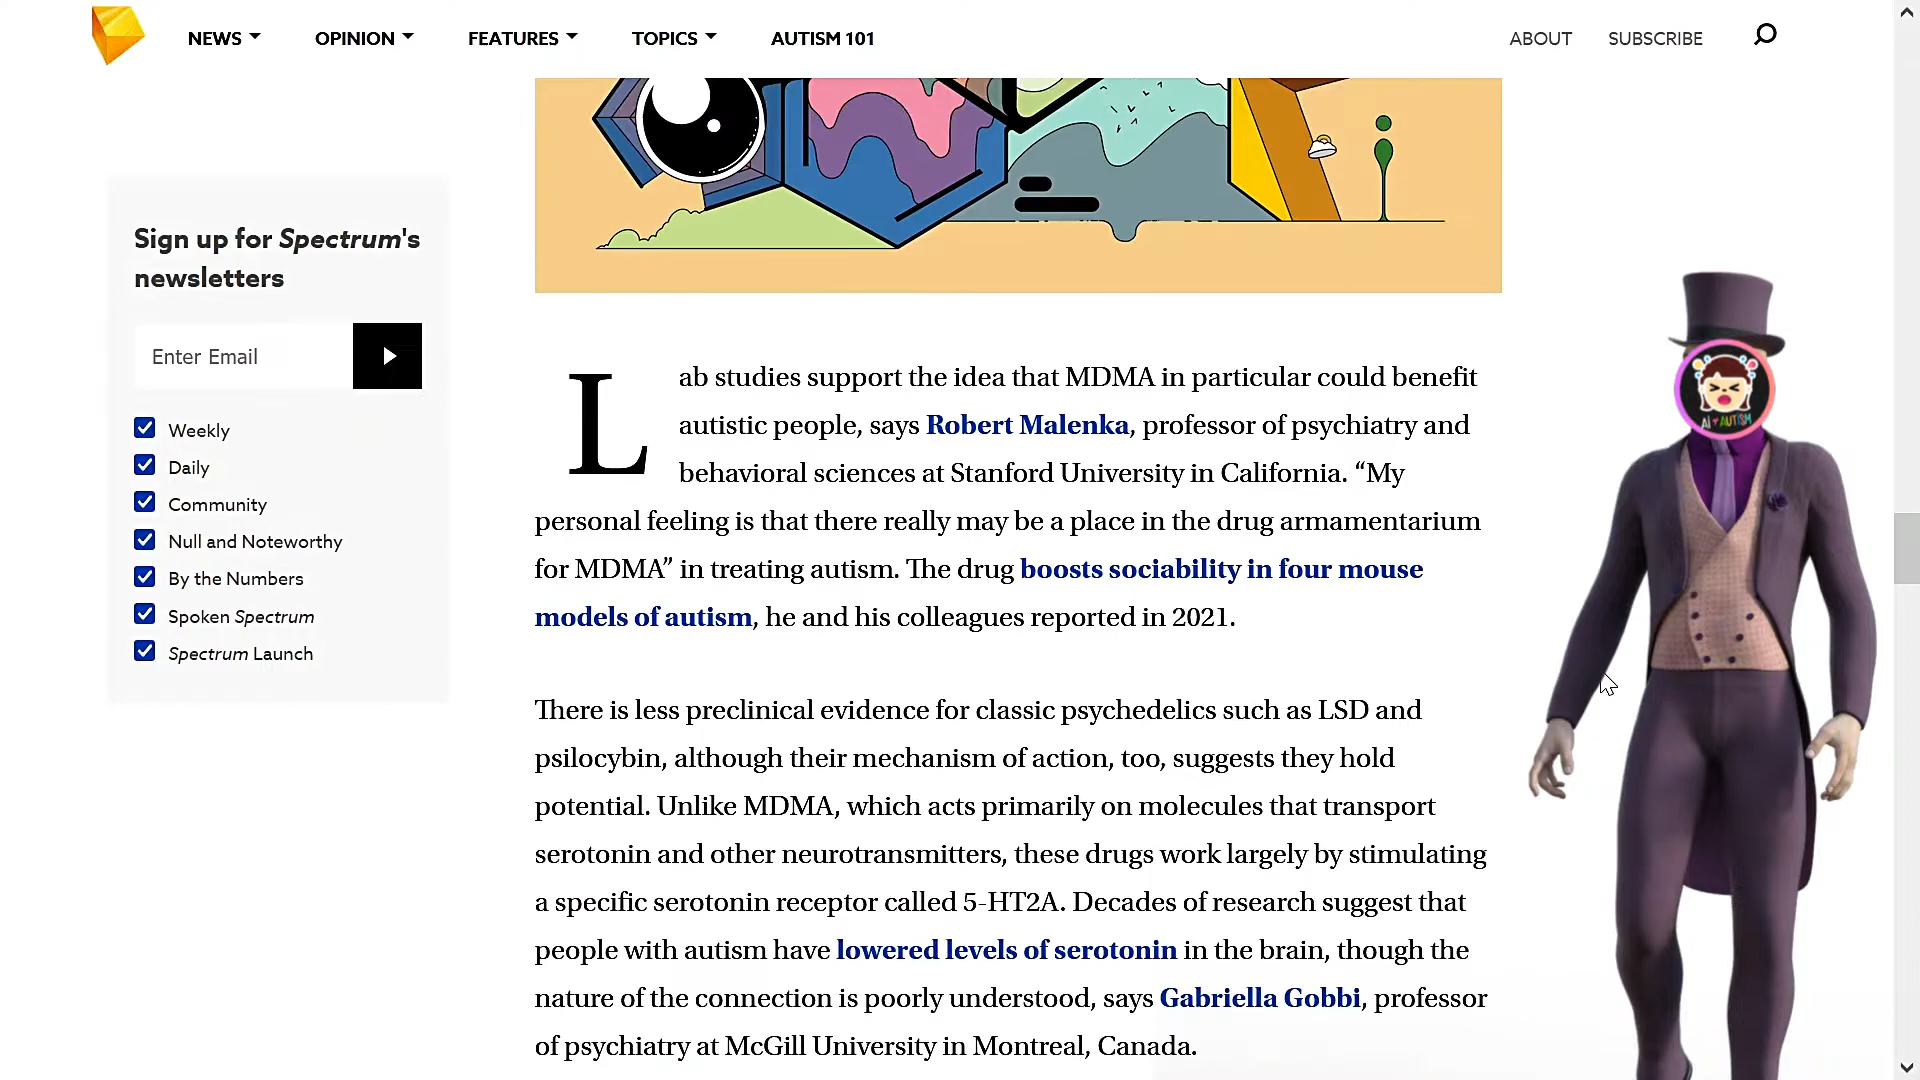 NEWS
OPINION
FEATURES
TOPICS
AUTISM 101
ABOUT
SUBSCRIBE
Sign up for Spectrum's
newsletters
Enter Email
Weekly
Daily
Community
Null and Noteworthy
By the Numbers
Spoken Spectrum
Spectrum Launch
Lab studies support the idea that MDMA in particular could benefit
autistic people, says Robert Malenka, professor of psychiatry and
behavioral sciences at Stanford University in California. “My
personal feeling is that there really may be a place in the drug armamentarium
for MDMA” in treating autism. The drug boosts sociability in four mouse
models of autism, he and his colleagues reported in 2021.
There is less preclinical evidence for classic psychedelics such as LSD and
psilocybin, although their mechanism of action, too, suggests they hold
potential. Unlike MDMA, which acts primarily on molecules that transport
serotonin and other neurotransmitters, these drugs work largely by stimulating
a specific serotonin receptor called 5-HT2A. Decades of research suggest that
people with autism have lowered levels of serotonin in the brain, though the
nature of the connection is poorly understood, says Gabriella Gobbi, professor
of psychiatry at McGill University in Montreal, Canada.
Ai ♥ AUTISM